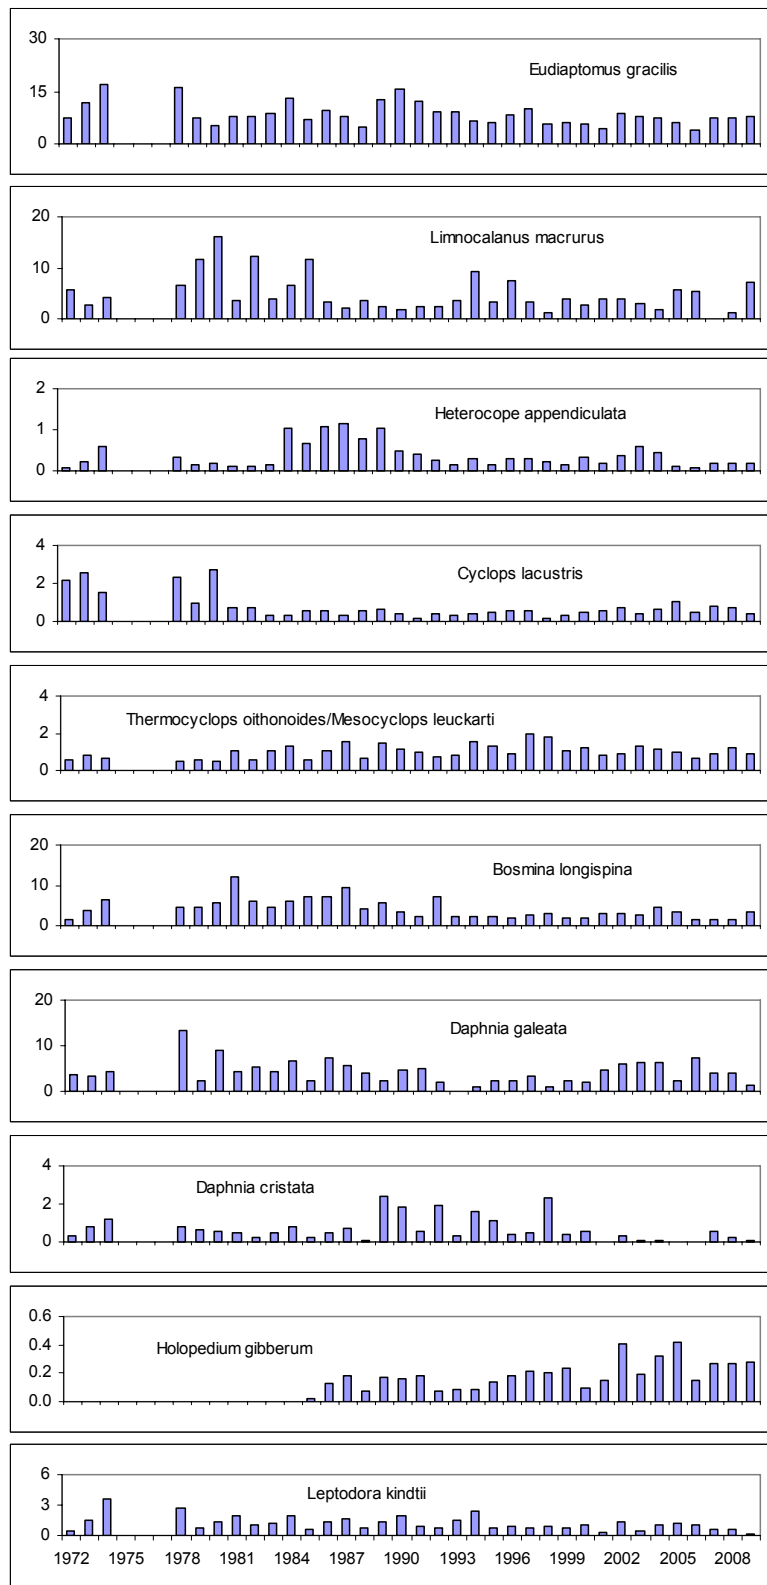 30
Eudiaptomus gracilis
15
0
20
Limnocalanus macrurus
10
0
2
Heterocope appendiculata
1
0
4
Cyclops lacustris
2
0
4
Thermocyclops oithonoides/Mesocyclops leuckarti
2
0
20
Bosmina longispina
10
0
20
Daphnia galeata
10
0
4
Daphnia cristata
2
0
0.6
0.4
Holopedium gibberum
0.2
0.0
6
Leptodora kindtii
3
0
1972 1975 1978 1981 1984 1987 1990 1993 1996 1999 2002 2005 2008